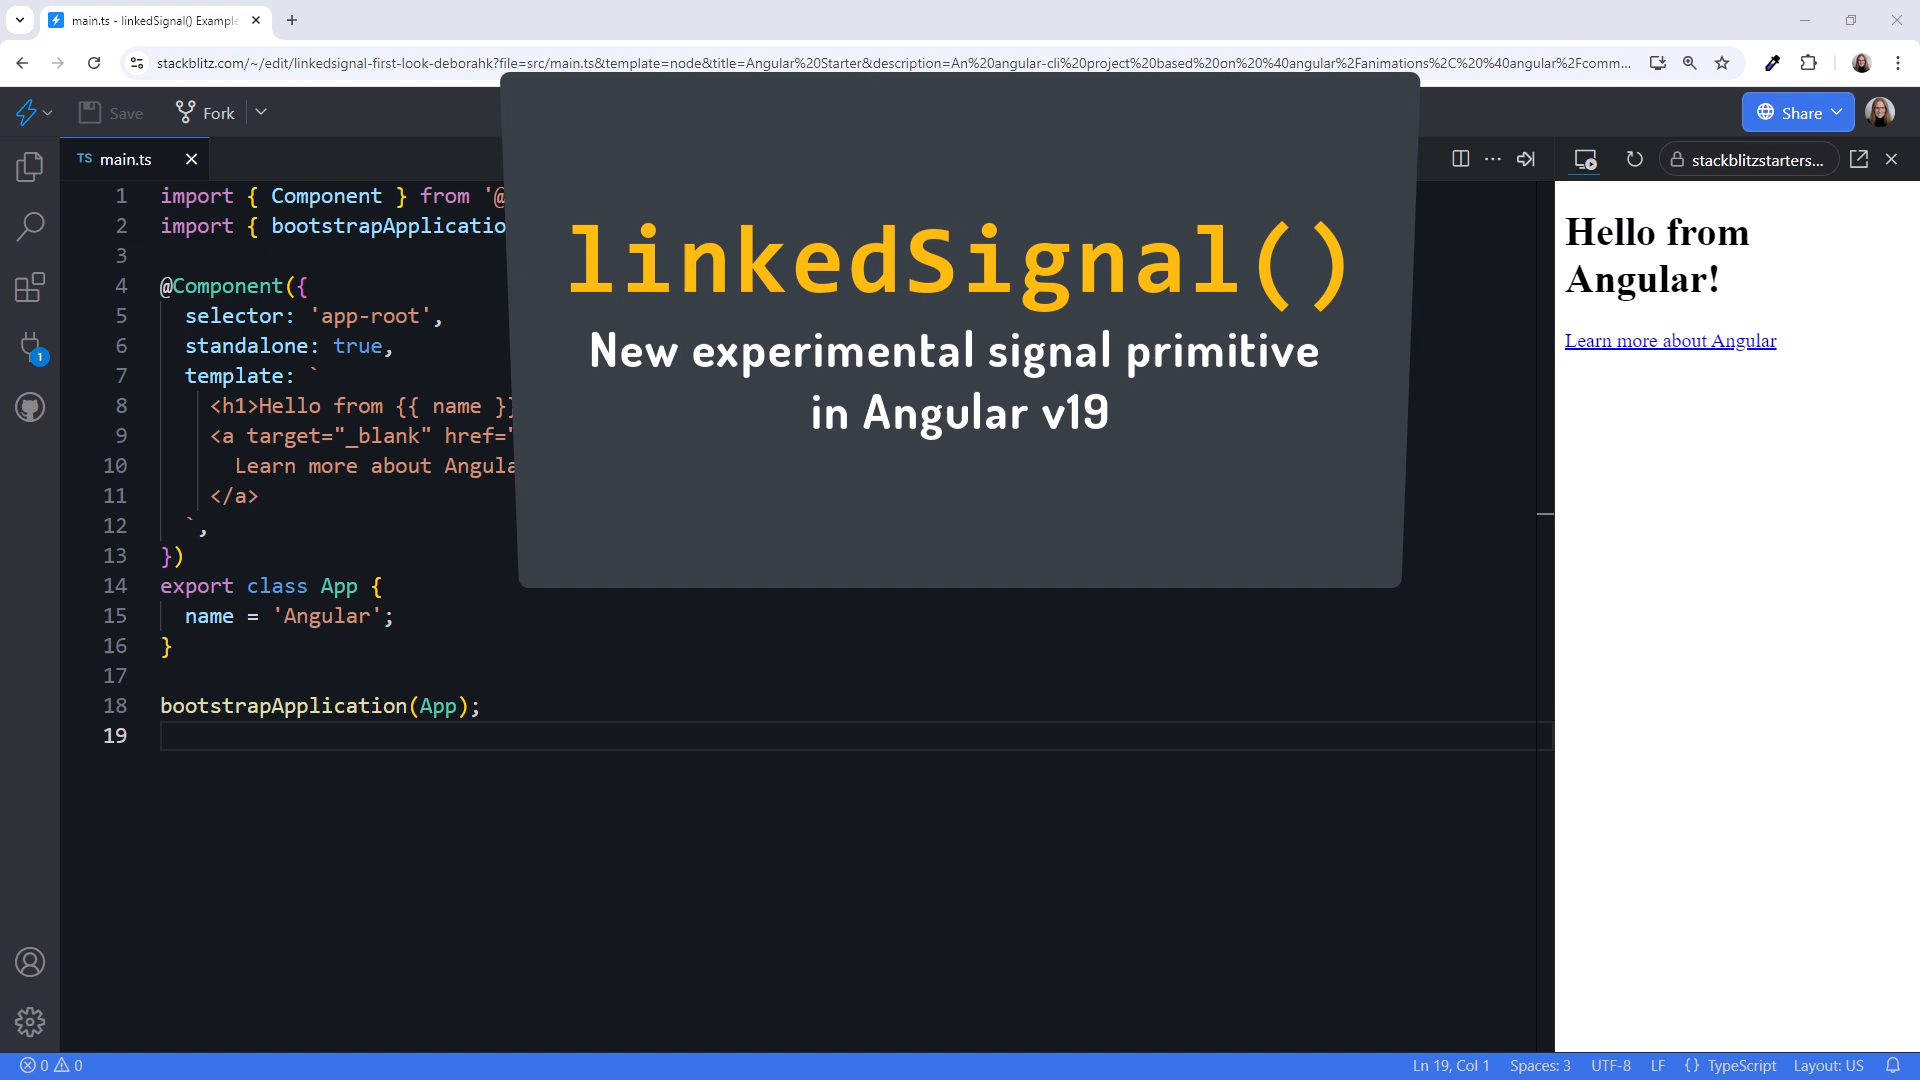 main.ts - linkedSignal() Example
stackblitz.com/~/edit/linkedsignal-first-look-deborahk?file=src/main.ts&template=node&title=Angular%20Starter&description=An%20angular-cli%20project%20based%20on%20%40angular%2Fanimations%2C%20%40angular%2Fcomm...
Save
Fork
Share
TS main.ts
stackblitzstarters...
1 import { Component } from '@
2 import { bootstrapApplicatio
3
4 @Component({
5 selector: 'app-root',
6 standalone: true,
7 template: `
8 <h1>Hello from {{ name }}
9 <a target="_blank" href="
10 Learn more about Angula
11 </a>
12 `,
13 })
14 export class App {
15 name = 'Angular';
16 }
17
18 bootstrapApplication(App);
19
linkedSignal()
New experimental signal primitive
in Angular v19
Hello from
Angular!
Learn more about Angular
1
0 0
Ln 19, Col 1 Spaces: 3 UTF-8 LF {} TypeScript Layout: US